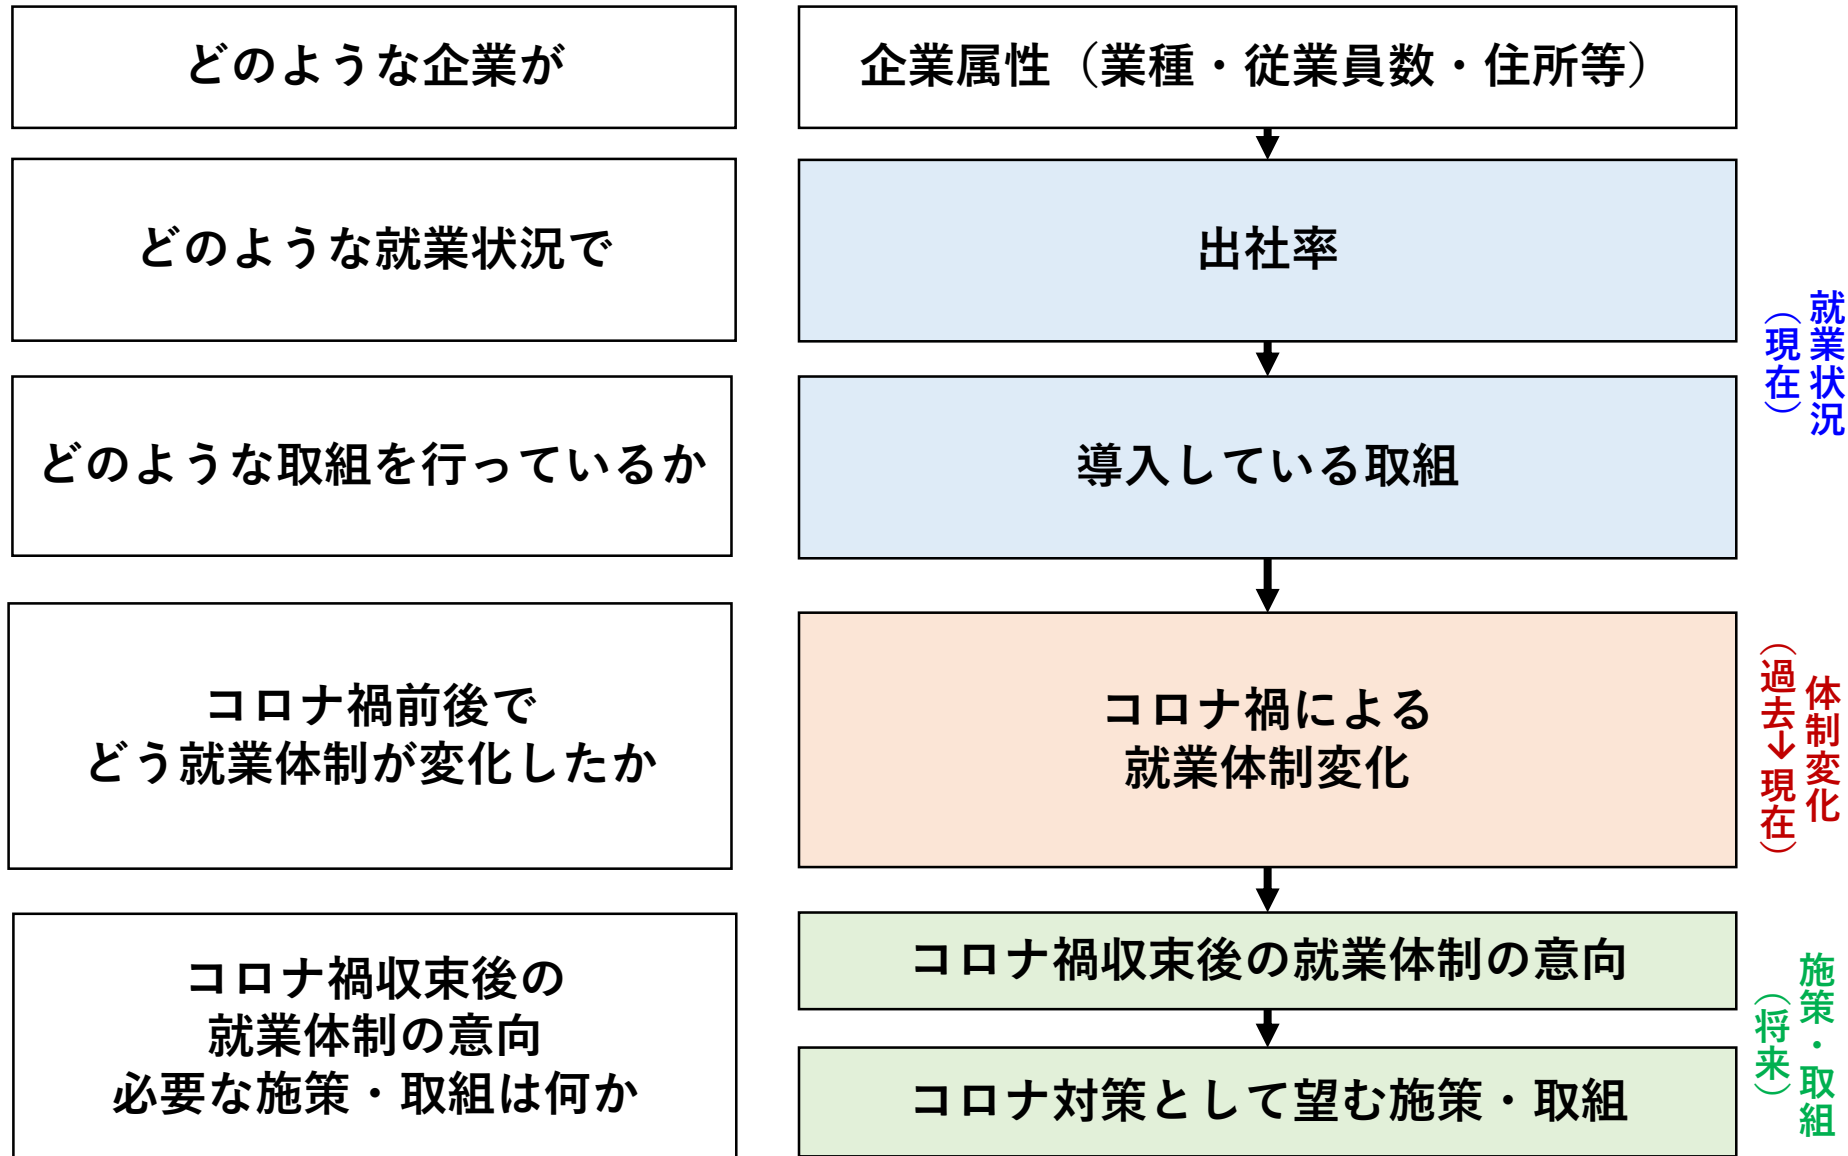 どのような企業が
企業属性（業種・従業員数・住所等）
どのような就業状況で
出社率
どのような取組を行っているか
導入している取組
就業状況
（現在）
コロナ禍前後で
どう就業体制が変化したか
コロナ禍による
就業体制変化
体制変化
（過去→現在）
コロナ禍収束後の
就業体制の意向
必要な施策・取組は何か
コロナ禍収束後の就業体制の意向
コロナ対策として望む施策・取組
施策・取組
（将来）